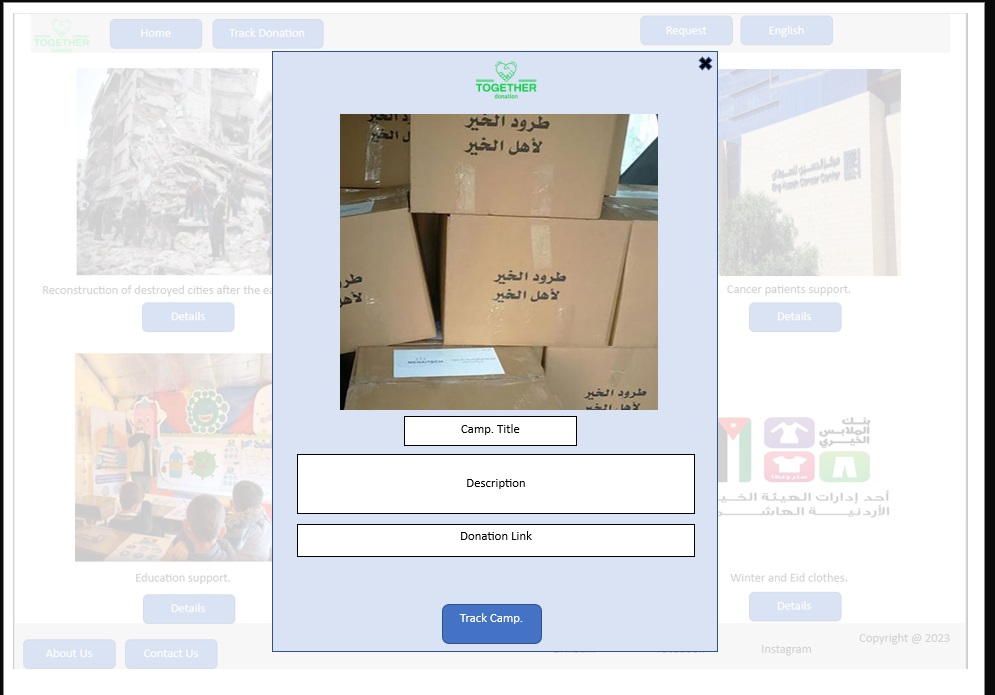 TOGETHER
Home
Track Donation
Request
English
✖
TOGETHER
donation
طرود الخير
لأهل الخير
طرود الخير
لأهل الخير
طرود الخير
لأهل الخير
MENAITECH
Camp. Title
Description
Donation Link
Track Camp.
Reconstruction of destroyed cities after the ea
Details
Cancer patients support.
Details
Education support.
Details
بنك
الملابس
الخيري
أحد إدارات الهيئة الخي
الأردنية الهاشم
Winter and Eid clothes.
Details
About Us
Contact Us
Instagram
Copyright @ 2023